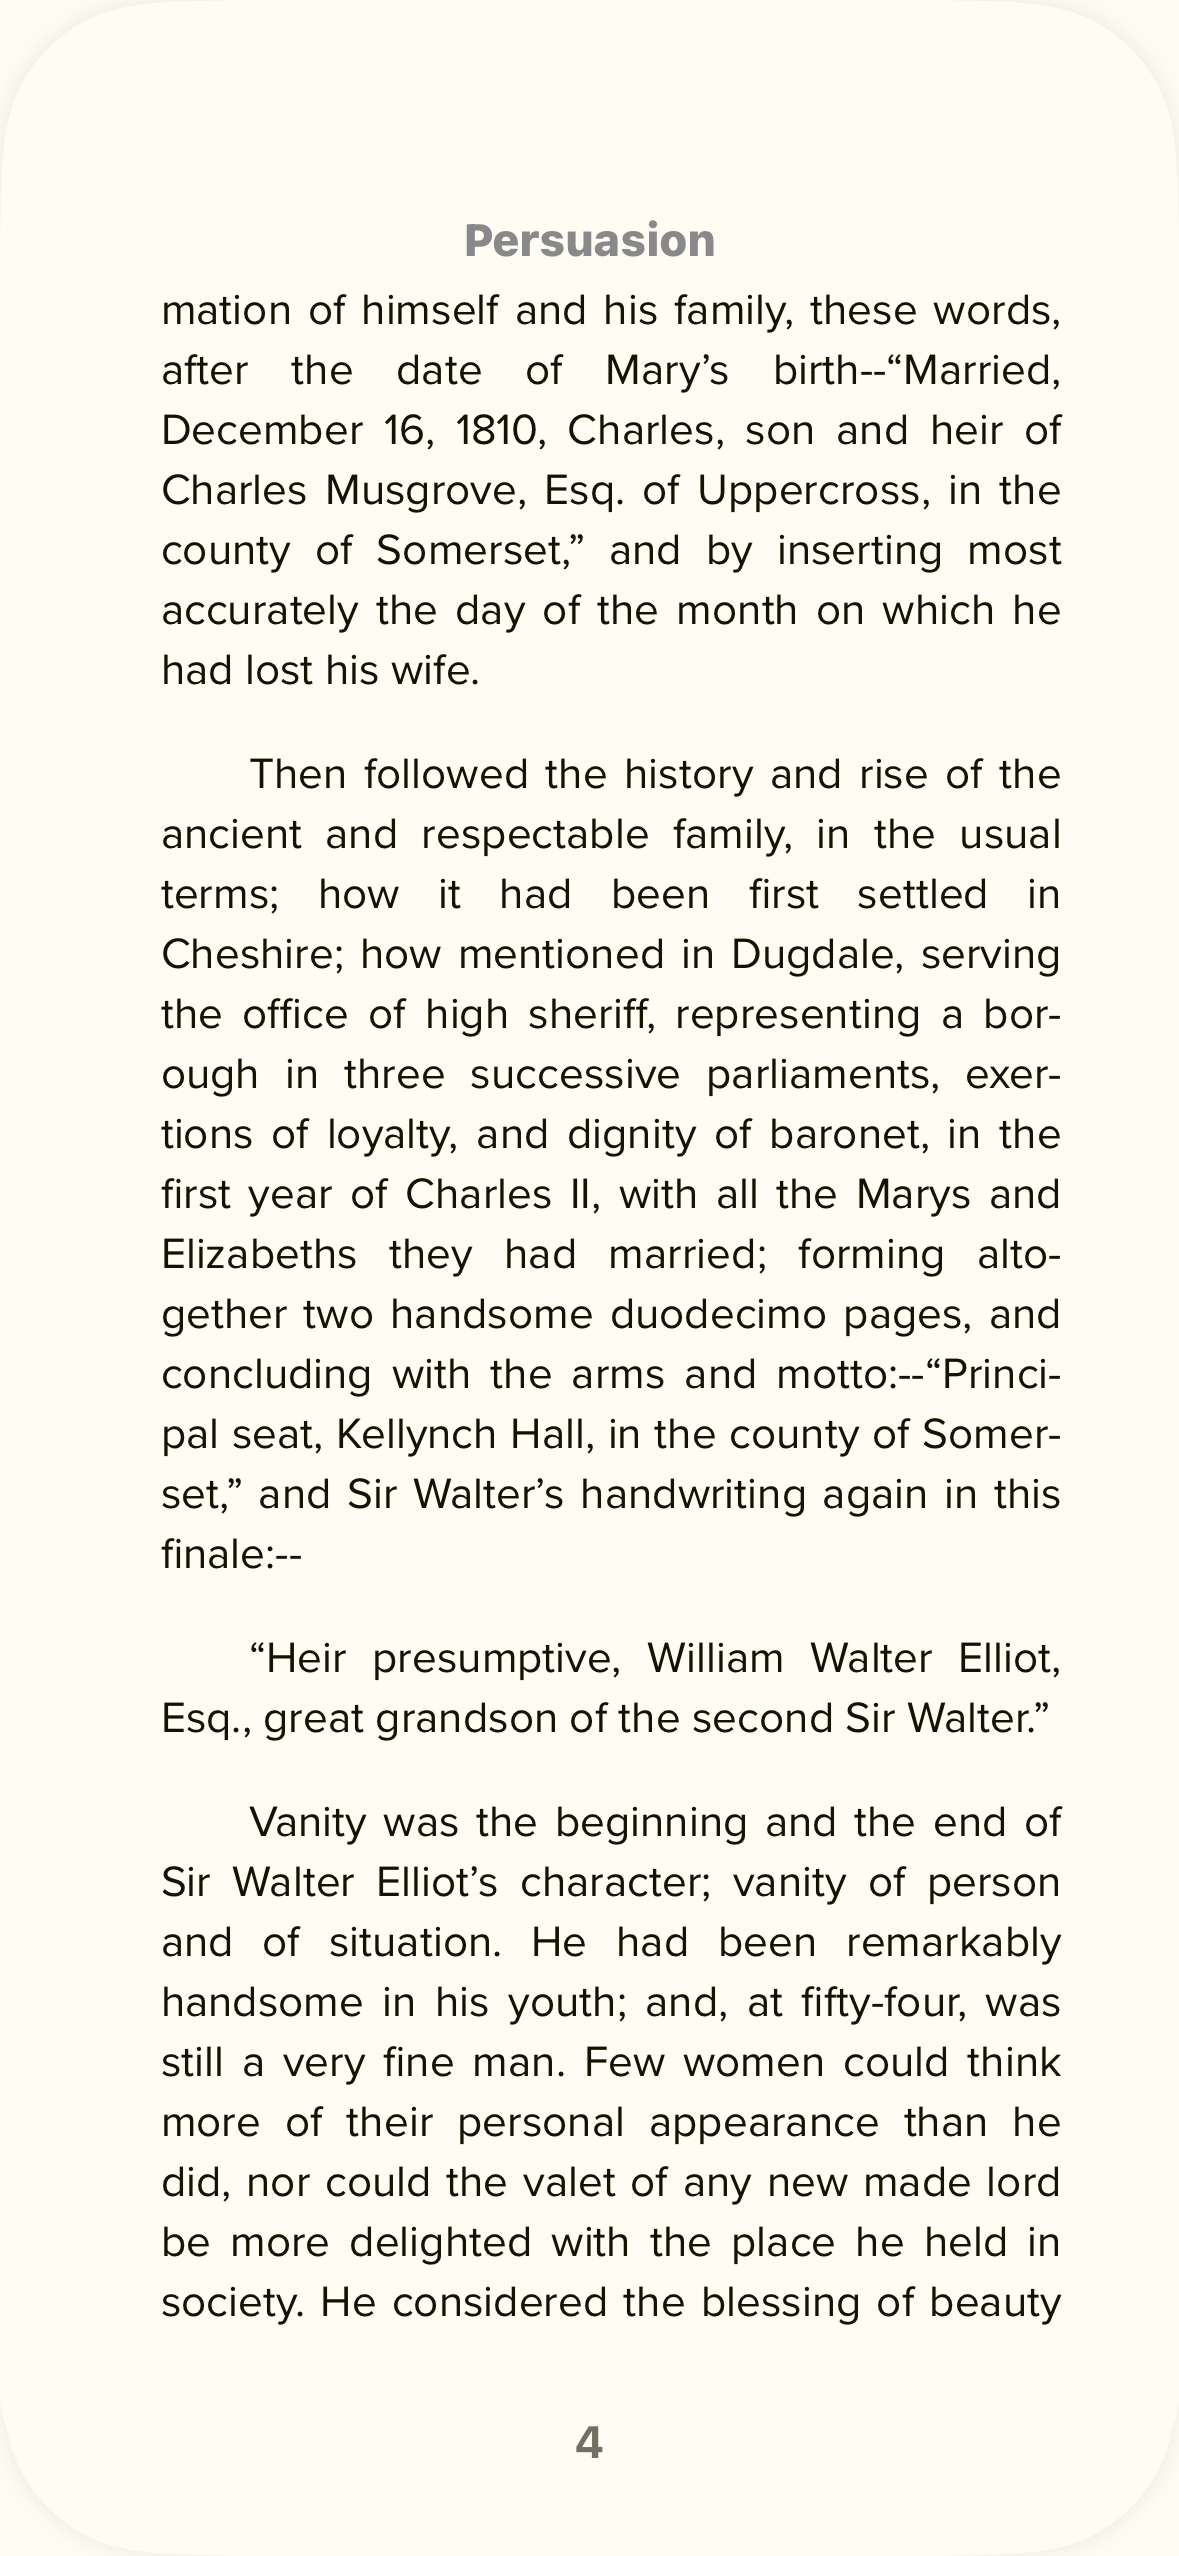 Persuasion
mation of himself and his family, these words,
after the date of Mary’s birth--“Married,
December 16, 1810, Charles, son and heir of
Charles Musgrove, Esq. of Uppercross, in the
county of Somerset,” and by inserting most
accurately the day of the month on which he
had lost his wife.
Then followed the history and rise of the
ancient and respectable family, in the usual
terms; how it had been first settled in
Cheshire; how mentioned in Dugdale, serving
the office of high sheriff, representing a bor-
ough in three successive parliaments, exer-
tions of loyalty, and dignity of baronet, in the
first year of Charles II, with all the Marys and
Elizabeths they had married; forming alto-
gether two handsome duodecimo pages, and
concluding with the arms and motto:--“Princi-
pal seat, Kellynch Hall, in the county of Somer-
set,” and Sir Walter’s handwriting again in this
finale:--
“Heir presumptive, William Walter Elliot,
Esq., great grandson of the second Sir Walter.”
Vanity was the beginning and the end of
Sir Walter Elliot’s character; vanity of person
and of situation. He had been remarkably
handsome in his youth; and, at fifty-four, was
still a very fine man. Few women could think
more of their personal appearance than he
did, nor could the valet of any new made lord
be more delighted with the place he held in
society. He considered the blessing of beauty
4